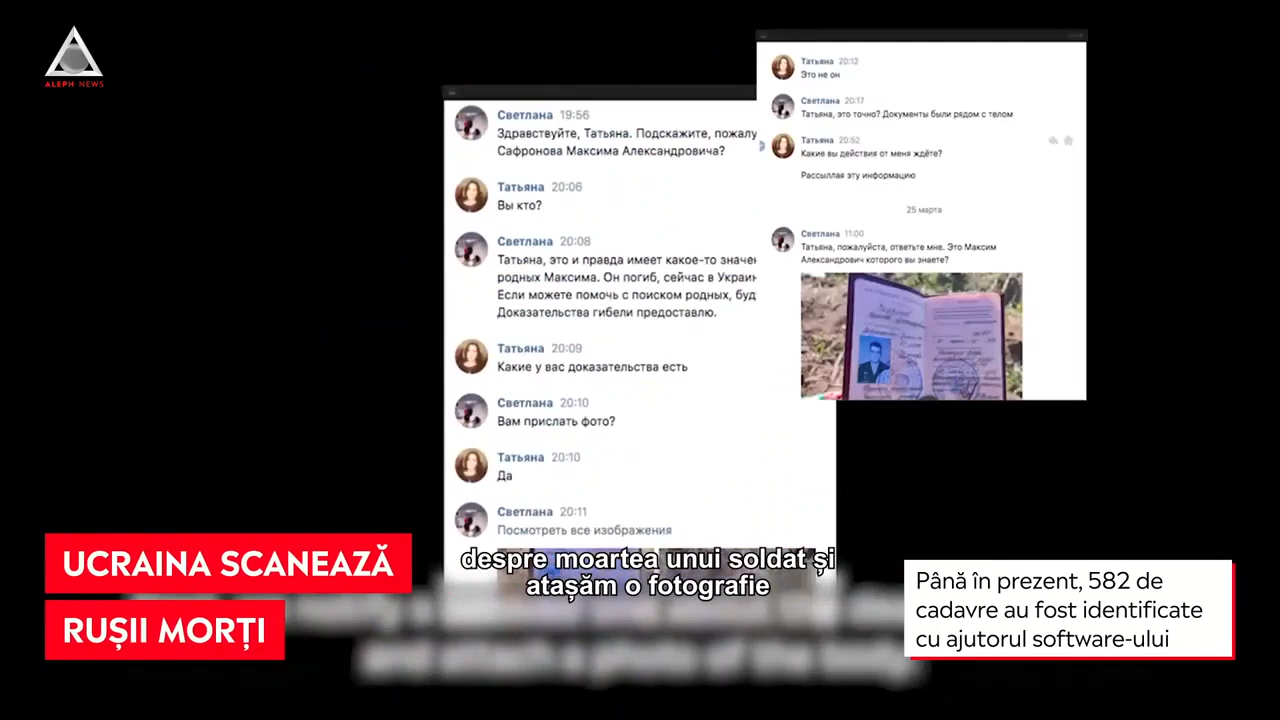 ALEPH NEWS
Светлана 19:56
Здравствуйте, Татьяна. Подскажите, пожалу
Сафронова Максима Александровича?
Татьяна 20:06
Вы кто?
Светлана 20:08
Татьяна, это и правда имеет какое-то значен
родных Максима. Он погиб, сейчас в Украин
Если можете помочь с поиском родных, буд
Доказательства гибели предоставлю.
Татьяна 20:09
Какие у вас доказательства есть
Светлана 20:10
Вам прислать фото?
Татьяна 20:10
Да
Светлана 20:11
Посмотреть все изображения
Татьяна 20:12
Это не он
Светлана 20:17
Татьяна, это точно? Документы были рядом с телом
Татьяна 20:52
Какие вы действия от меня ждёте?
Рассыллая эту информацию
25 марта
Светлана 11:00
Татьяна, пожалуйста, ответьте мне. Это Максим
Александрович которого вы знаете?
despre moartea unui soldat și
atașăm o fotografie
UCRAINA SCANEAZĂ
RUȘII MORȚI
Până în prezent, 582 de
cadavre au fost identificate
cu ajutorul software-ului